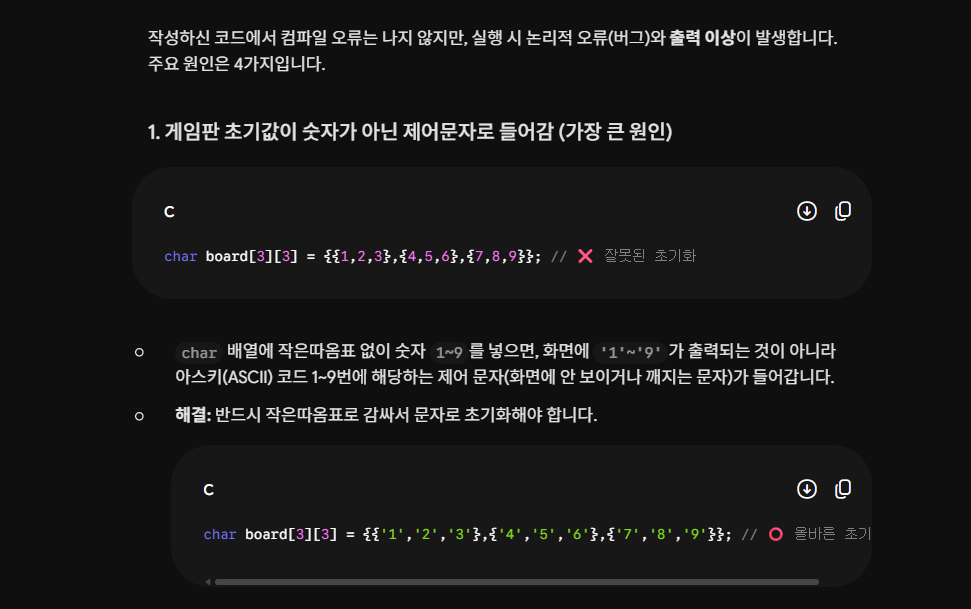 작성하신 코드에서 컴파일 오류는 나지 않지만, 실행 시 논리적 오류(버그)와 출력 이상이 발생합니다.
주요 원인은 4가지입니다.
1. 게임판 초기값이 숫자가 아닌 제어문자로 들어감 (가장 큰 원인)
C
char board[3][3] = {{1,2,3},{4,5,6},{7,8,9}}; // ❌ 잘못된 초기화
char 배열에 작은따옴표 없이 숫자 1~9 를 넣으면, 화면에 '1'~'9' 가 출력되는 것이 아니라
아스키(ASCII) 코드 1~9번에 해당하는 제어 문자(화면에 안 보이거나 깨지는 문자)가 들어갑니다.
해결: 반드시 작은따옴표로 감싸서 문자로 초기화해야 합니다.
C
char board[3][3] = {{'1','2','3'},{'4','5','6'},{'7','8','9'}}; // ⭕ 올바른 초기